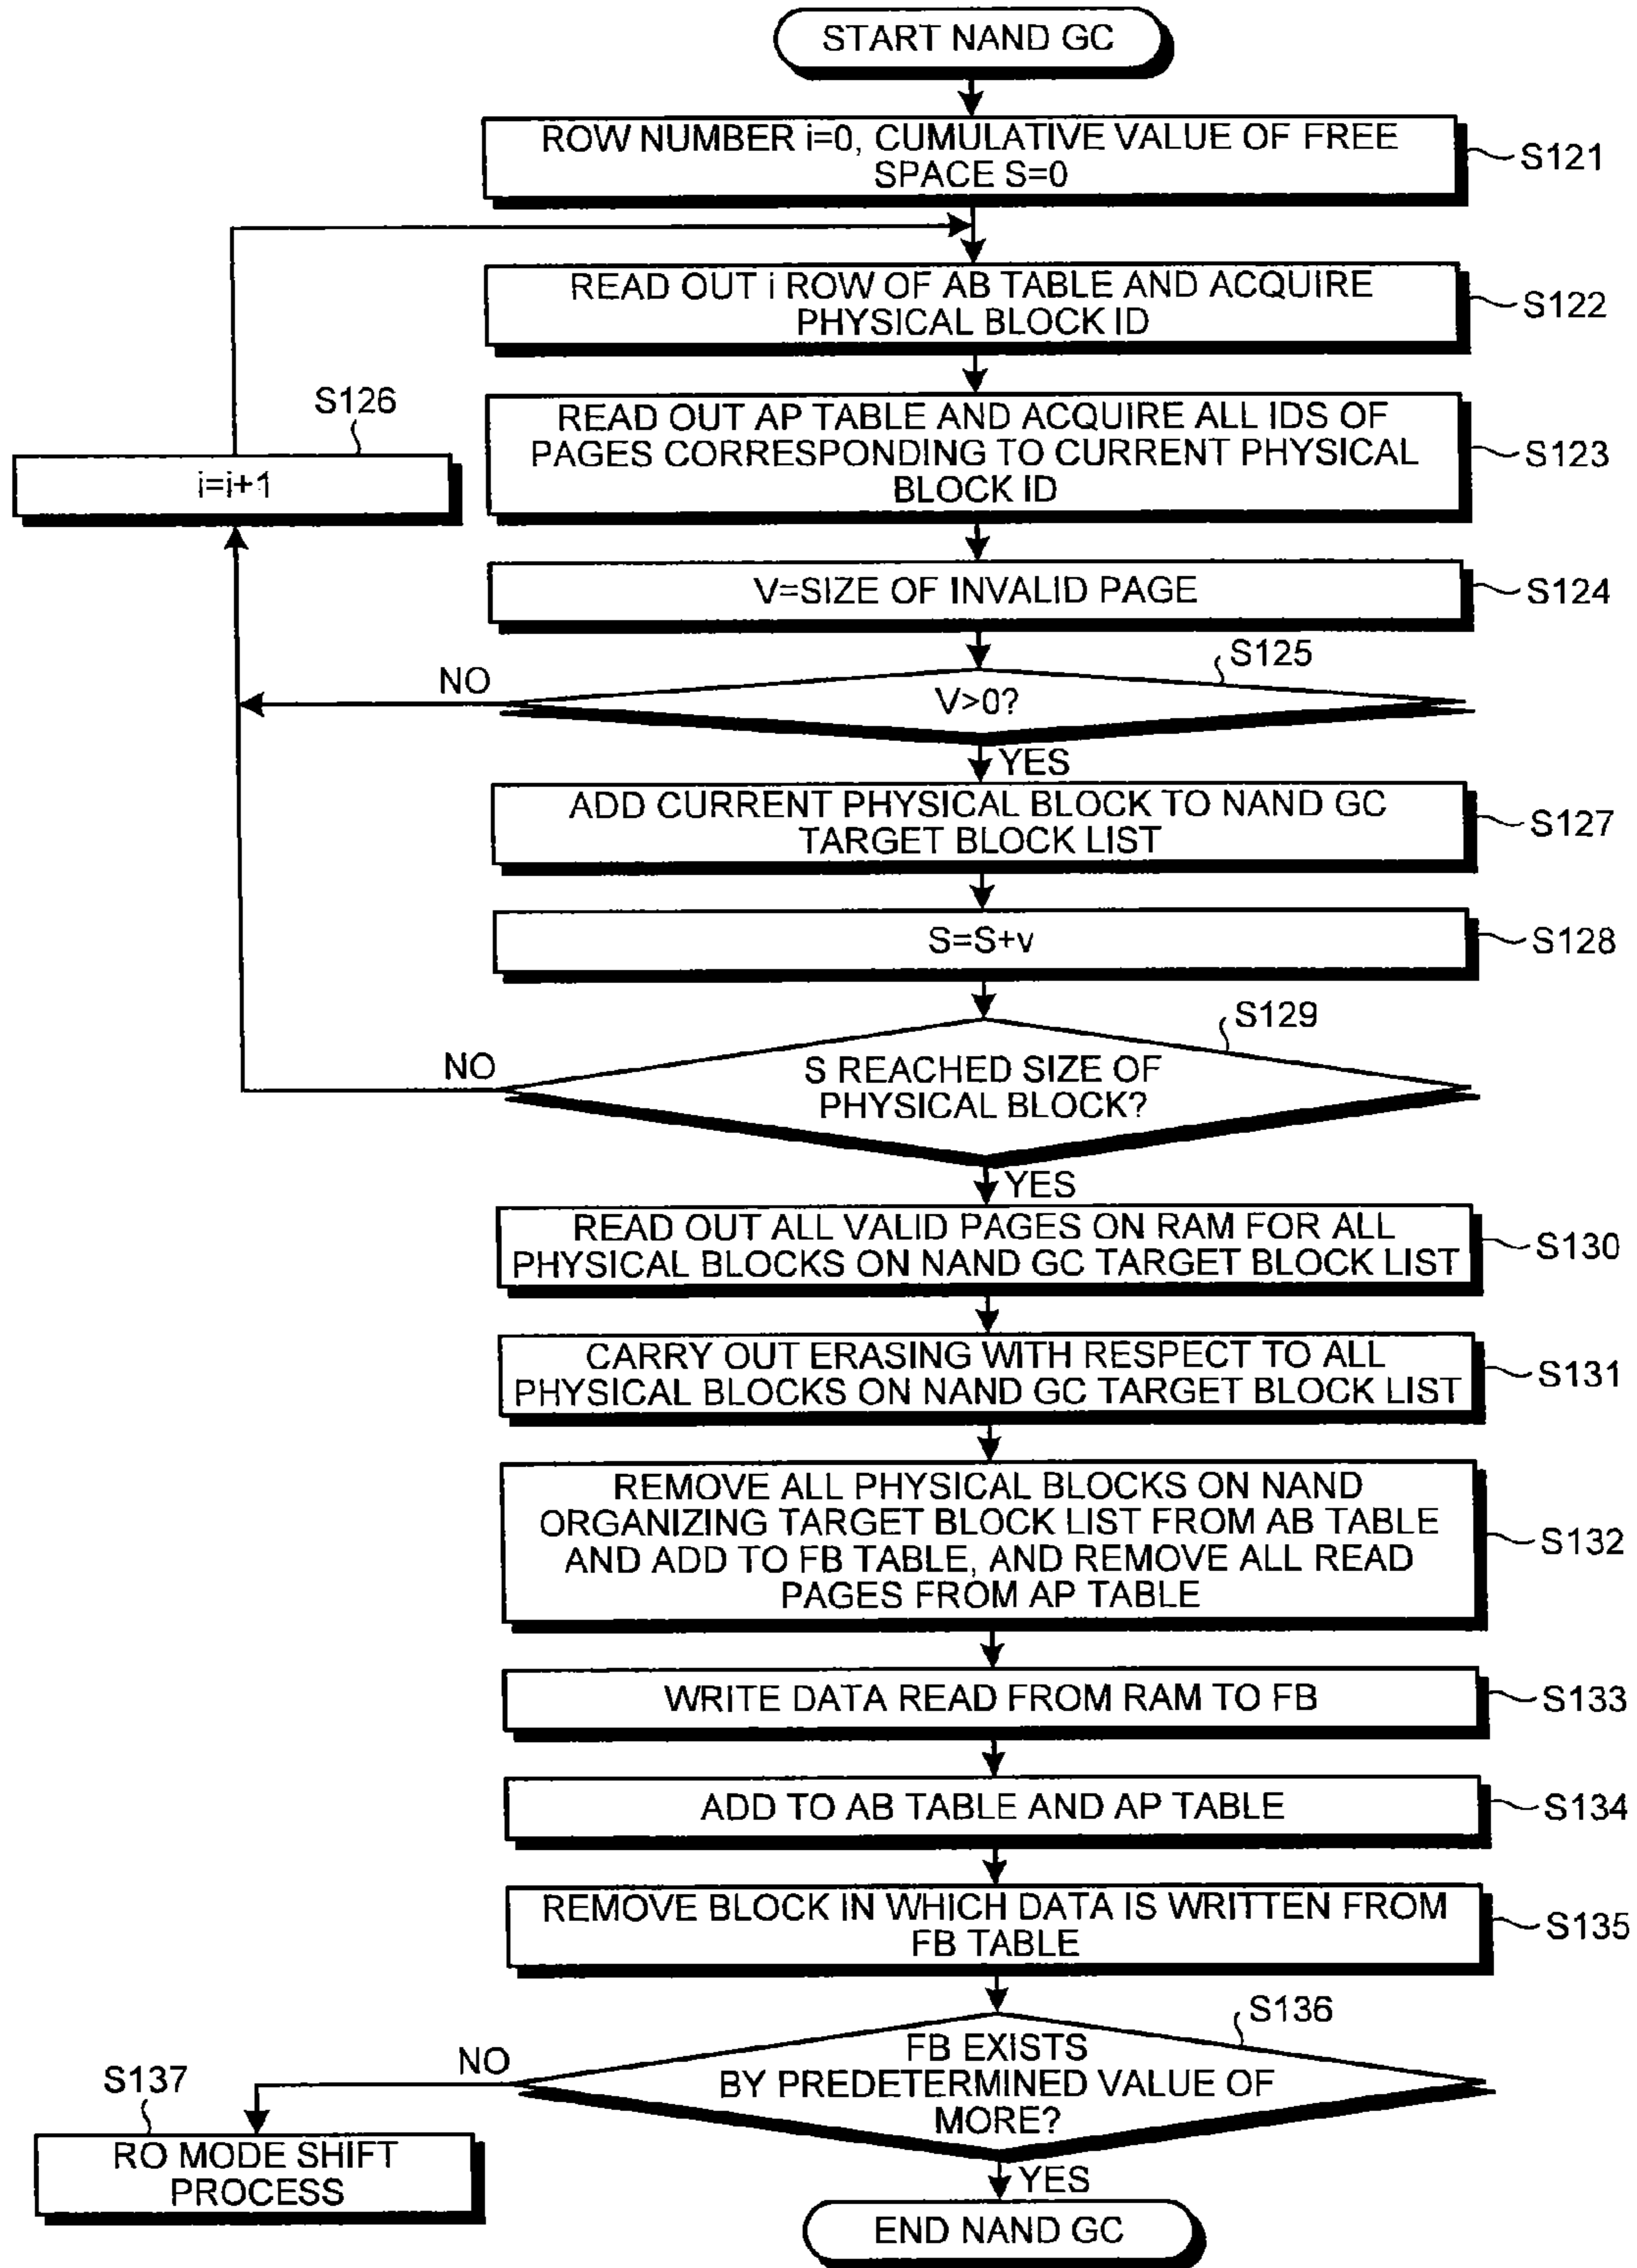 START NAND GC
ROW NUMBER i=0, CUMULATIVE VALUE OF FREE
SPACE S=0
S121
READ OUT i ROW OF AB TABLE AND ACQUIRE
PHYSICAL BLOCK ID
S122
S126
i=i+1
READ OUT AP TABLE AND ACQUIRE ALL IDS OF
PAGES CORRESPONDING TO CURRENT PHYSICAL
BLOCK ID
S123
V=SIZE OF INVALID PAGE
S124
S125
NO
V>0?
YES
ADD CURRENT PHYSICAL BLOCK TO NAND GC
TARGET BLOCK LIST
S127
S=S+v
S128
S129
NO
S REACHED SIZE OF
PHYSICAL BLOCK?
YES
READ OUT ALL VALID PAGES ON RAM FOR ALL
PHYSICAL BLOCKS ON NAND GC TARGET BLOCK LIST
S130
CARRY OUT ERASING WITH RESPECT TO ALL
PHYSICAL BLOCKS ON NAND GC TARGET BLOCK LIST
S131
REMOVE ALL PHYSICAL BLOCKS ON NAND
ORGANIZING TARGET BLOCK LIST FROM AB TABLE
AND ADD TO FB TABLE, AND REMOVE ALL READ
PAGES FROM AP TABLE
S132
WRITE DATA READ FROM RAM TO FB
S133
ADD TO AB TABLE AND AP TABLE
S134
REMOVE BLOCK IN WHICH DATA IS WRITTEN FROM
FB TABLE
S135
S136
NO
FB EXISTS
BY PREDETERMINED VALUE OF
MORE?
S137
RO MODE SHIFT
PROCESS
YES
END NAND GC